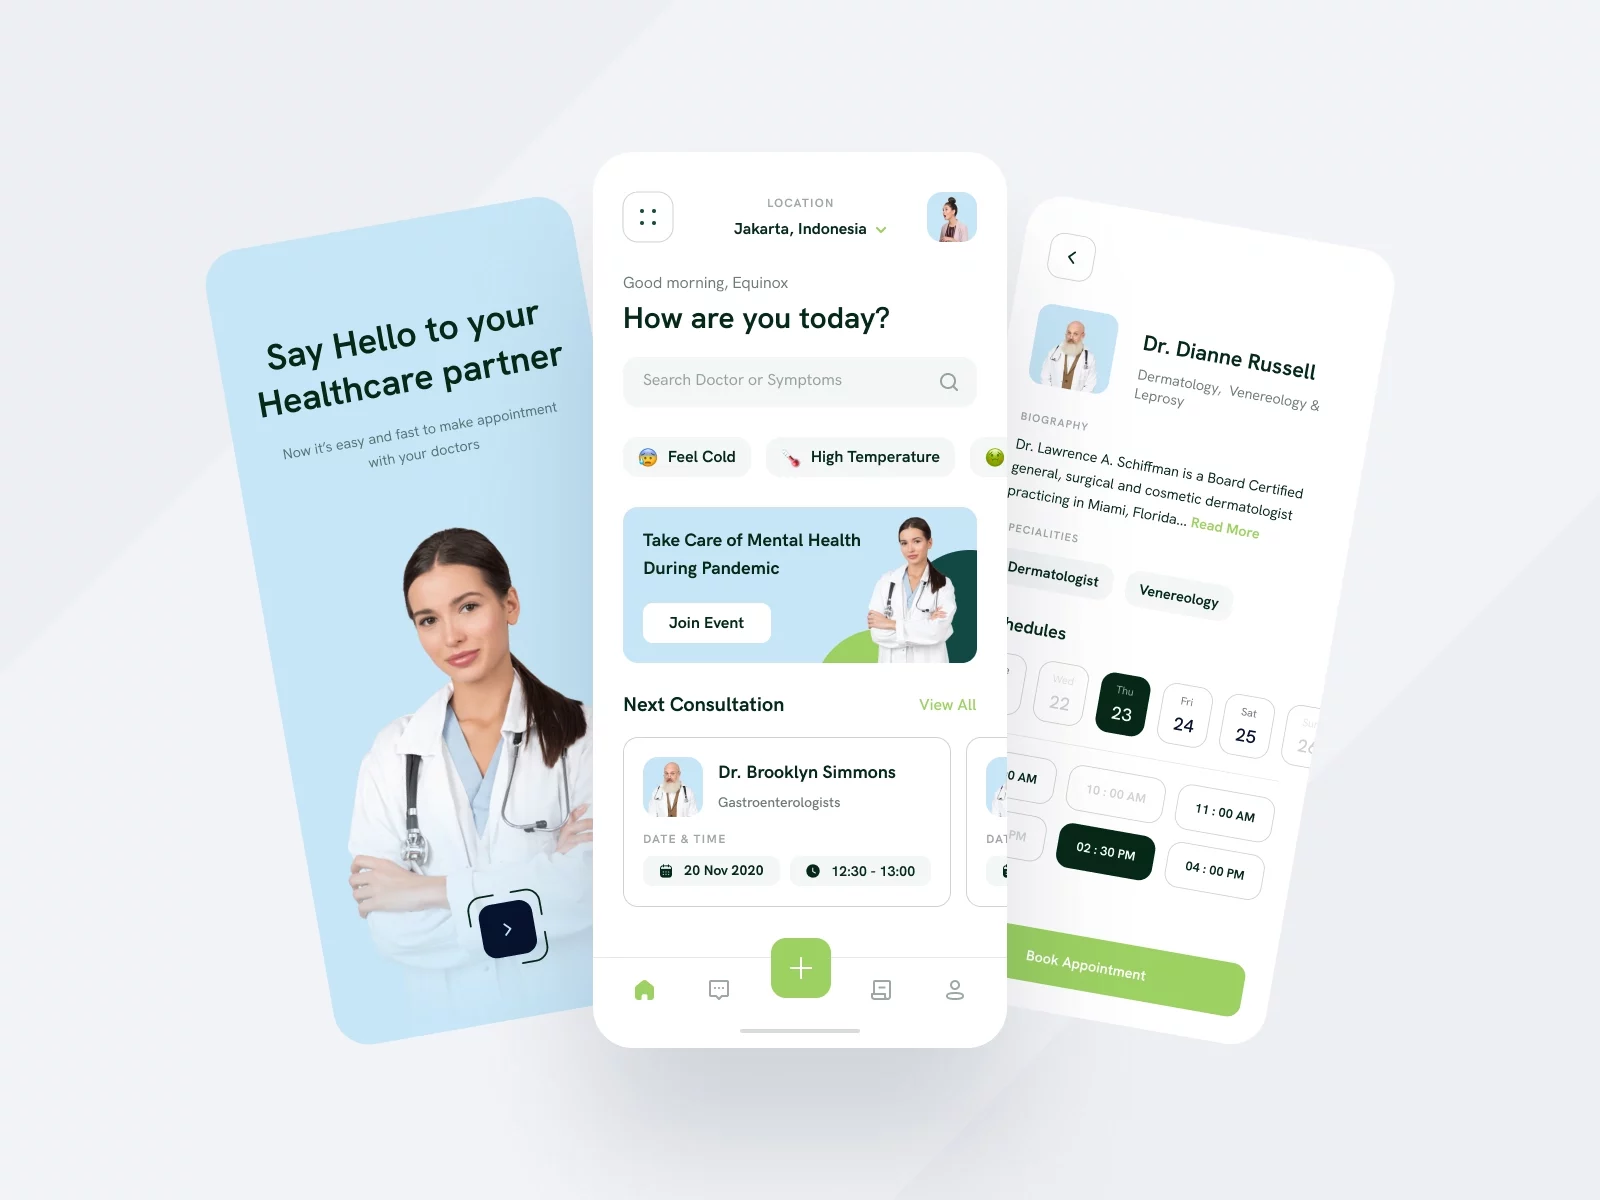 Say Hello to your
Healthcare partner
Now it's easy and fast to make appointment
with your doctors
LOCATION
Jakarta, Indonesia
Good morning, Equinox
How are you today?
Search Doctor or Symptoms
Feel Cold
High Temperature
Take Care of Mental Health
During Pandemic
Join Event
Next Consultation
View All
Dr. Brooklyn Simmons
Gastroenterologists
DATE & TIME
20 Nov 2020
12:30 - 13:00
DAT
Dr. Dianne Russell
Dermatology, Venereology &
Leprosy
BIOGRAPHY
Dr. Lawrence A. Schiffman is a Board Certified
general, surgical and cosmetic dermatologist
practicing in Miami, Florida... Read More
PECIALITIES
Dermatologist
Venereology
hedules
Wed
22
Thu
23
Fri
24
Sat
25
Sun
26
0 AM
10 : 00 AM
11 : 00 AM
PM
02 : 30 PM
04 : 00 PM
Book Appointment